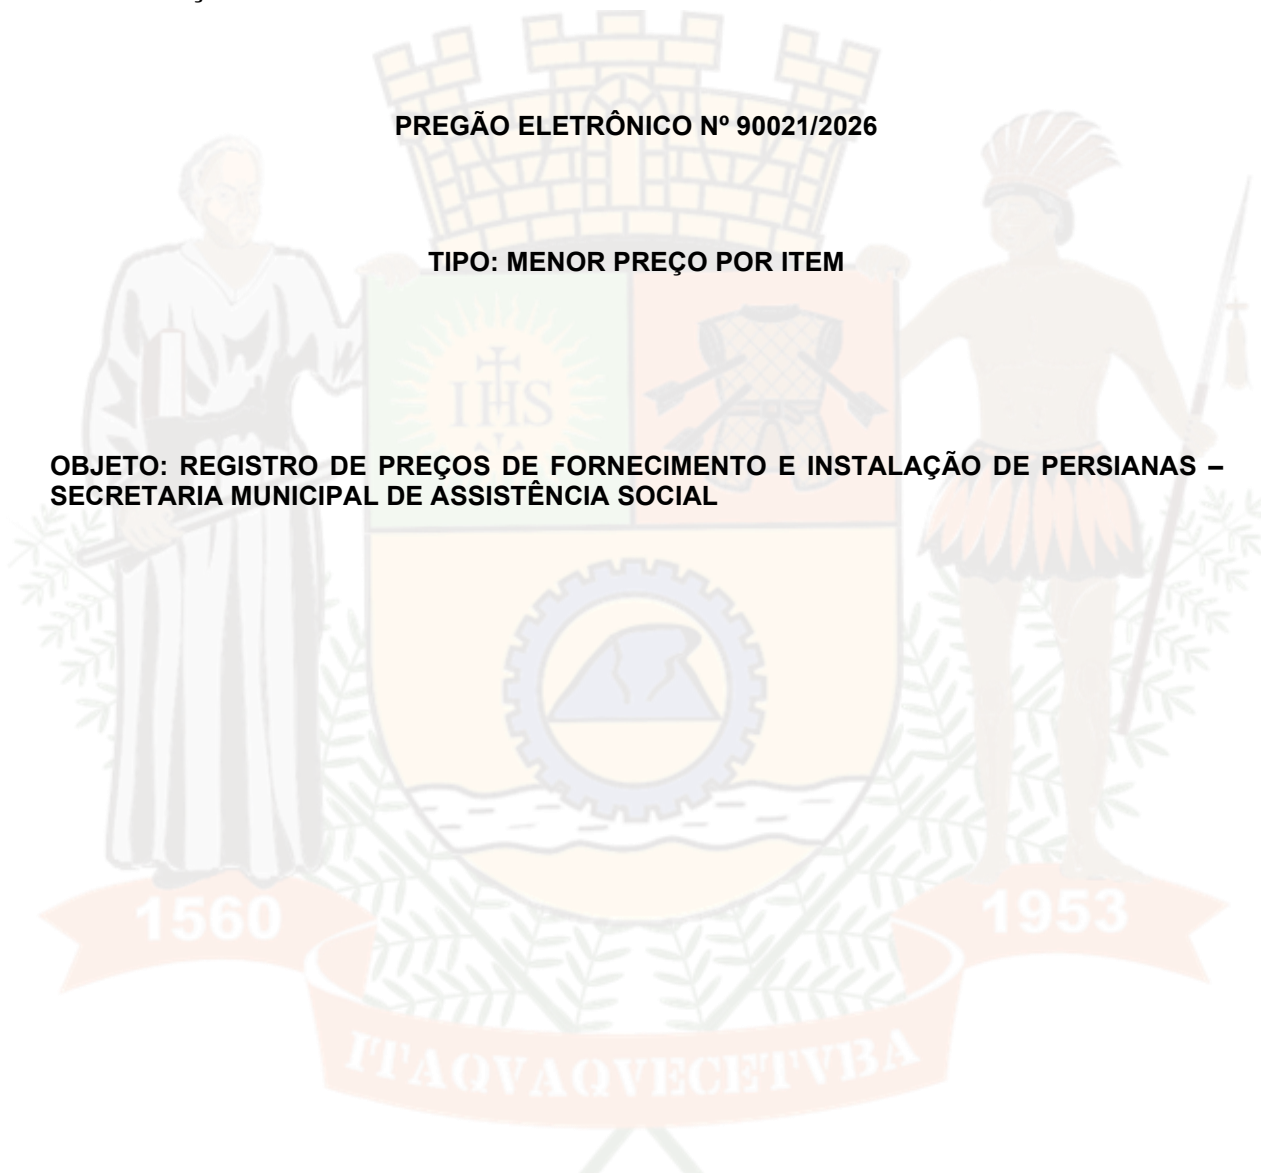 PREGÃO ELETRÔNICO Nº 90021/2026
TIPO: MENOR PREÇO POR ITEM
IHS
OBJETO: REGISTRO DE PREÇOS DE FORNECIMENTO E INSTALAÇÃO DE PERSIANAS –
SECRETARIA MUNICIPAL DE ASSISTÊNCIA SOCIAL
1560
1953
ITAQVAQVECETVBA